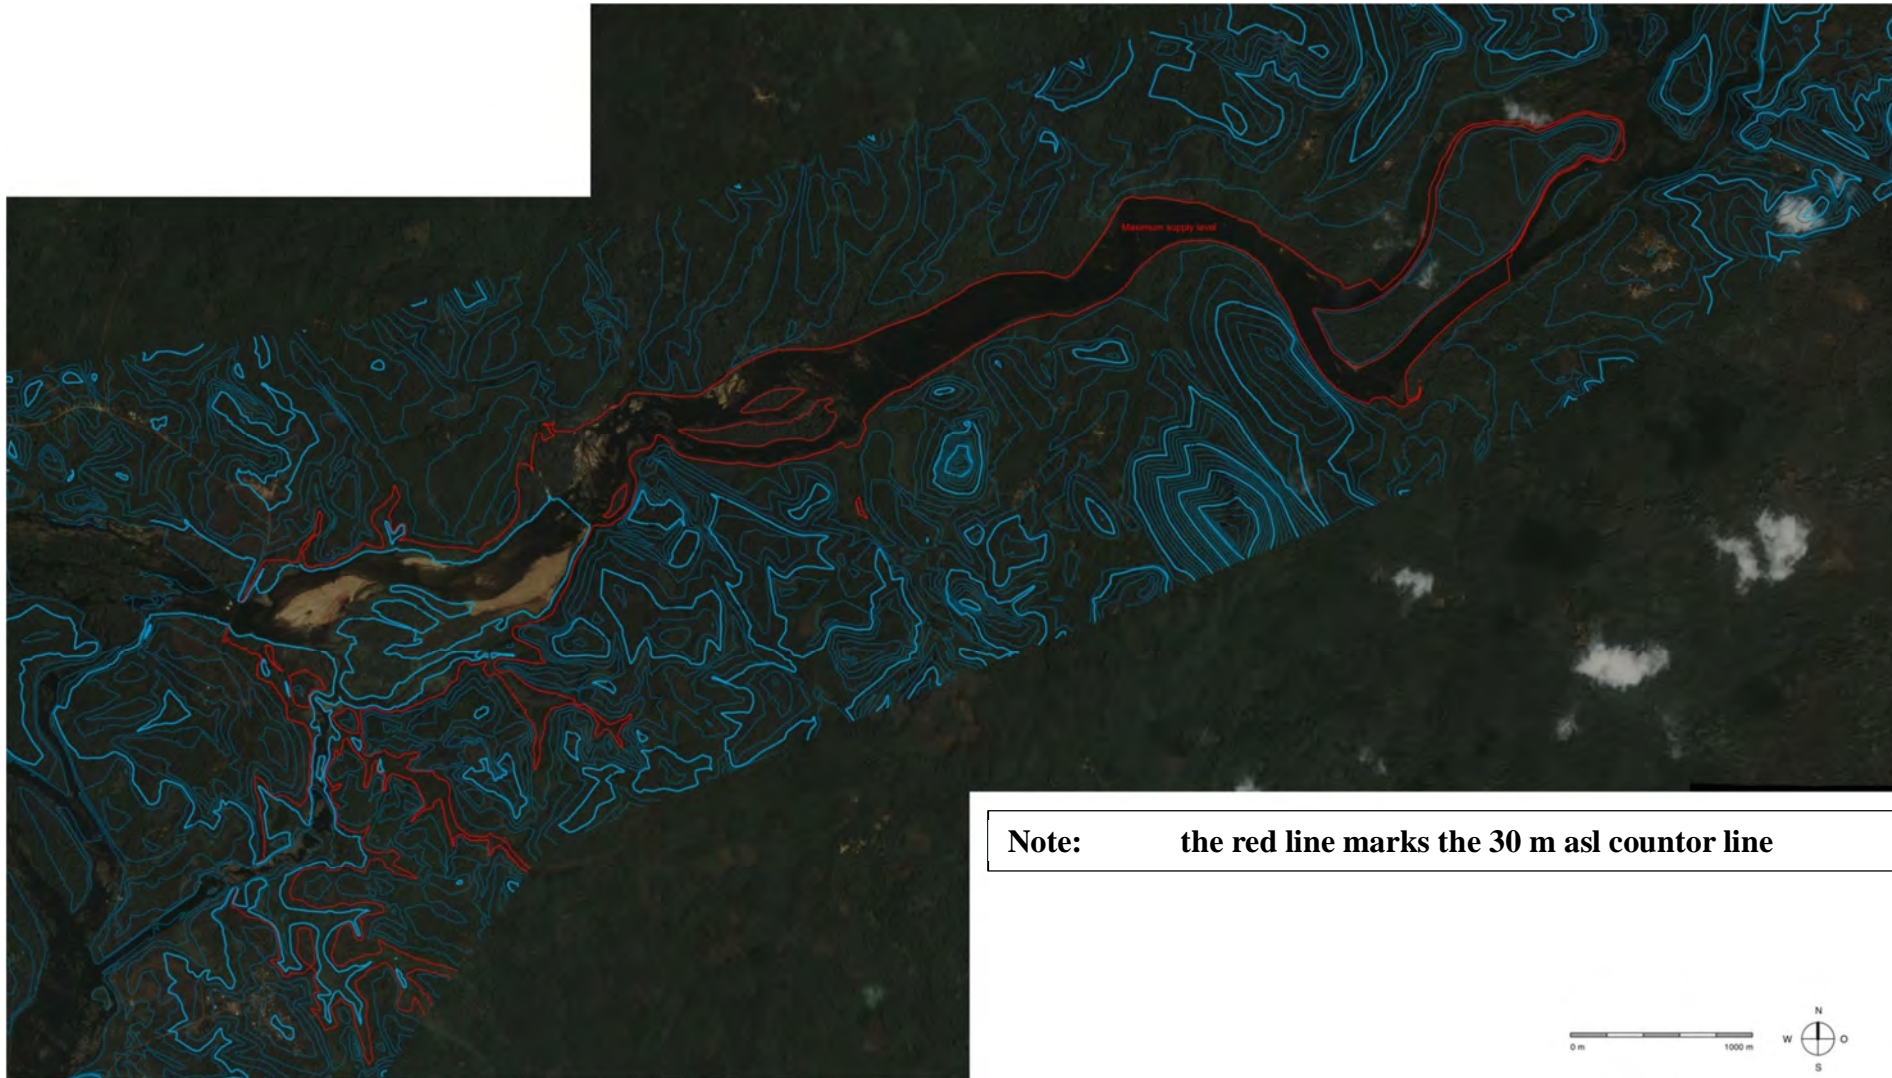 Maximum supply level
Note: the red line marks the 30 m asl countor line
N
W O
S
0 m 1000 m